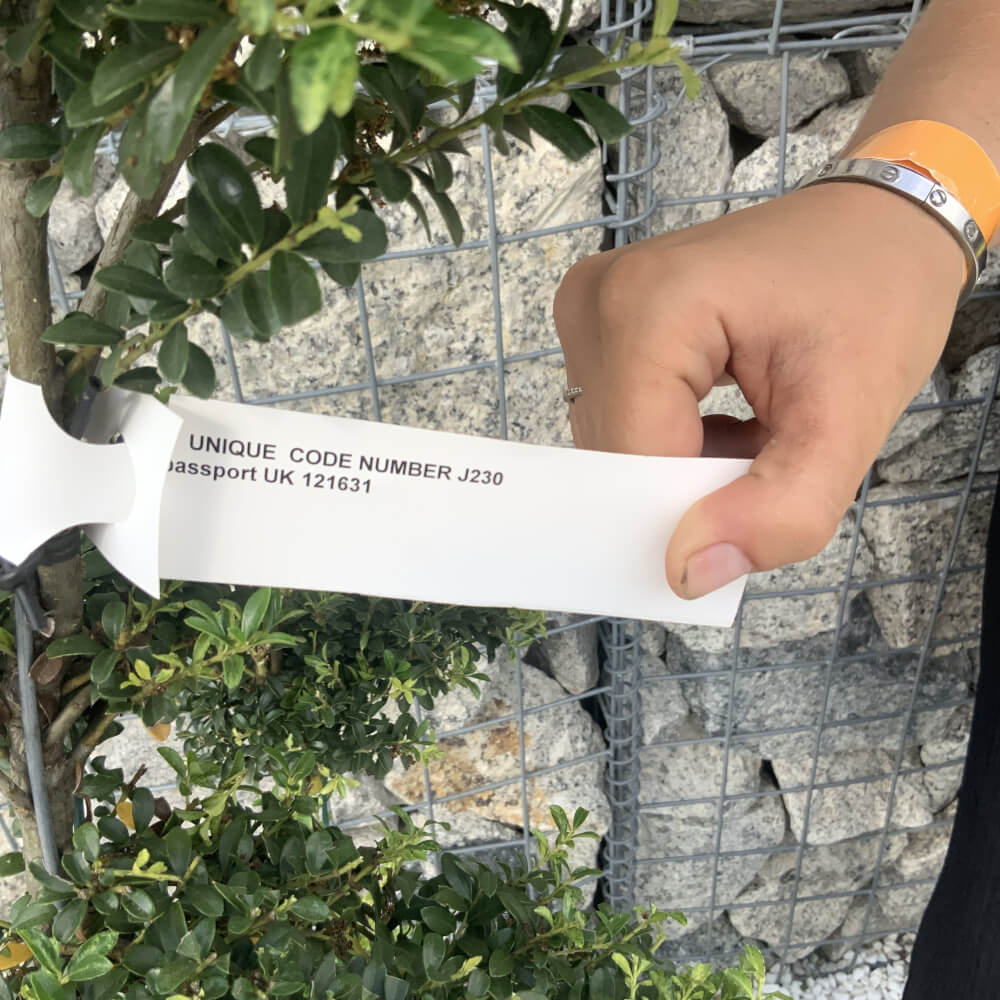 UNIQUE CODE NUMBER J230
passport UK 121631